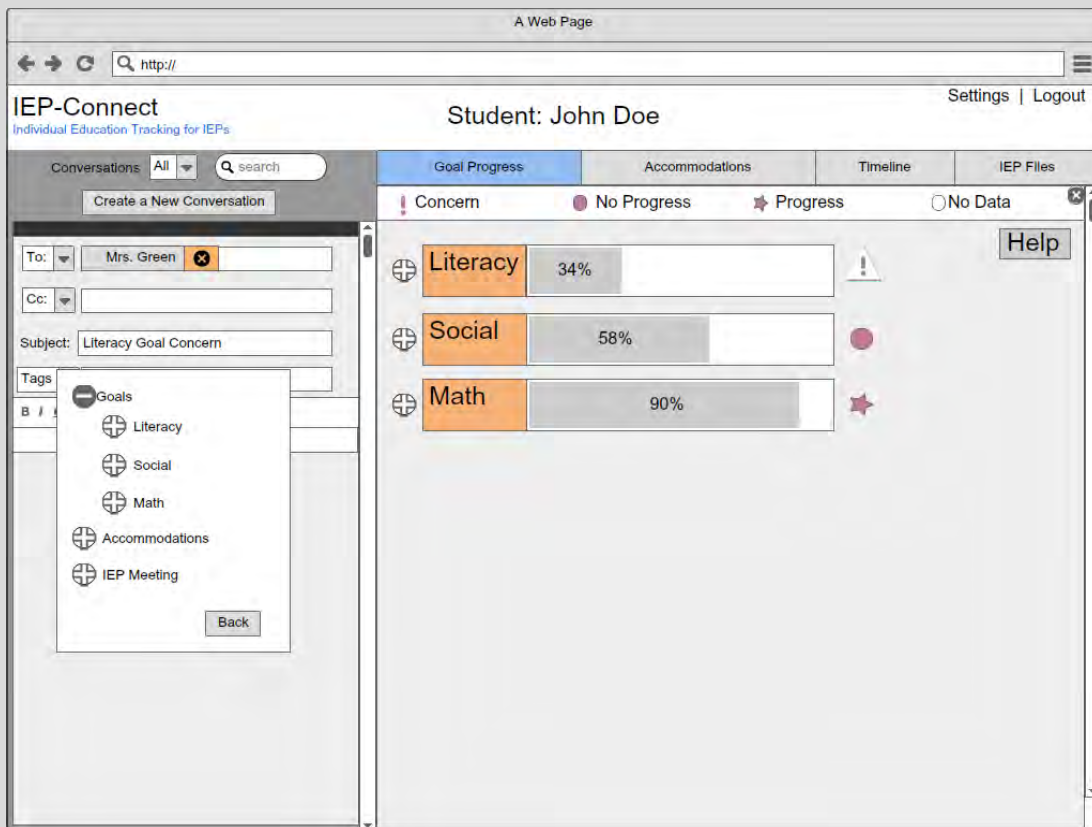 A Web Page
http://
Settings | Logout
IEP-Connect
Student: John Doe
Individual Education Tracking for IEPs
Conversations All search
Create a New Conversation
To: Mrs. Green
Cc:
Subject: Literacy Goal Concern
Tags
B I
Goals
Literacy
Social
Math
Accommodations
IEP Meeting
Back
Goal Progress Accommodations Timeline IEP Files
! Concern No Progress Progress No Data
Help
Literacy 34% !
Social 58%
Math 90%